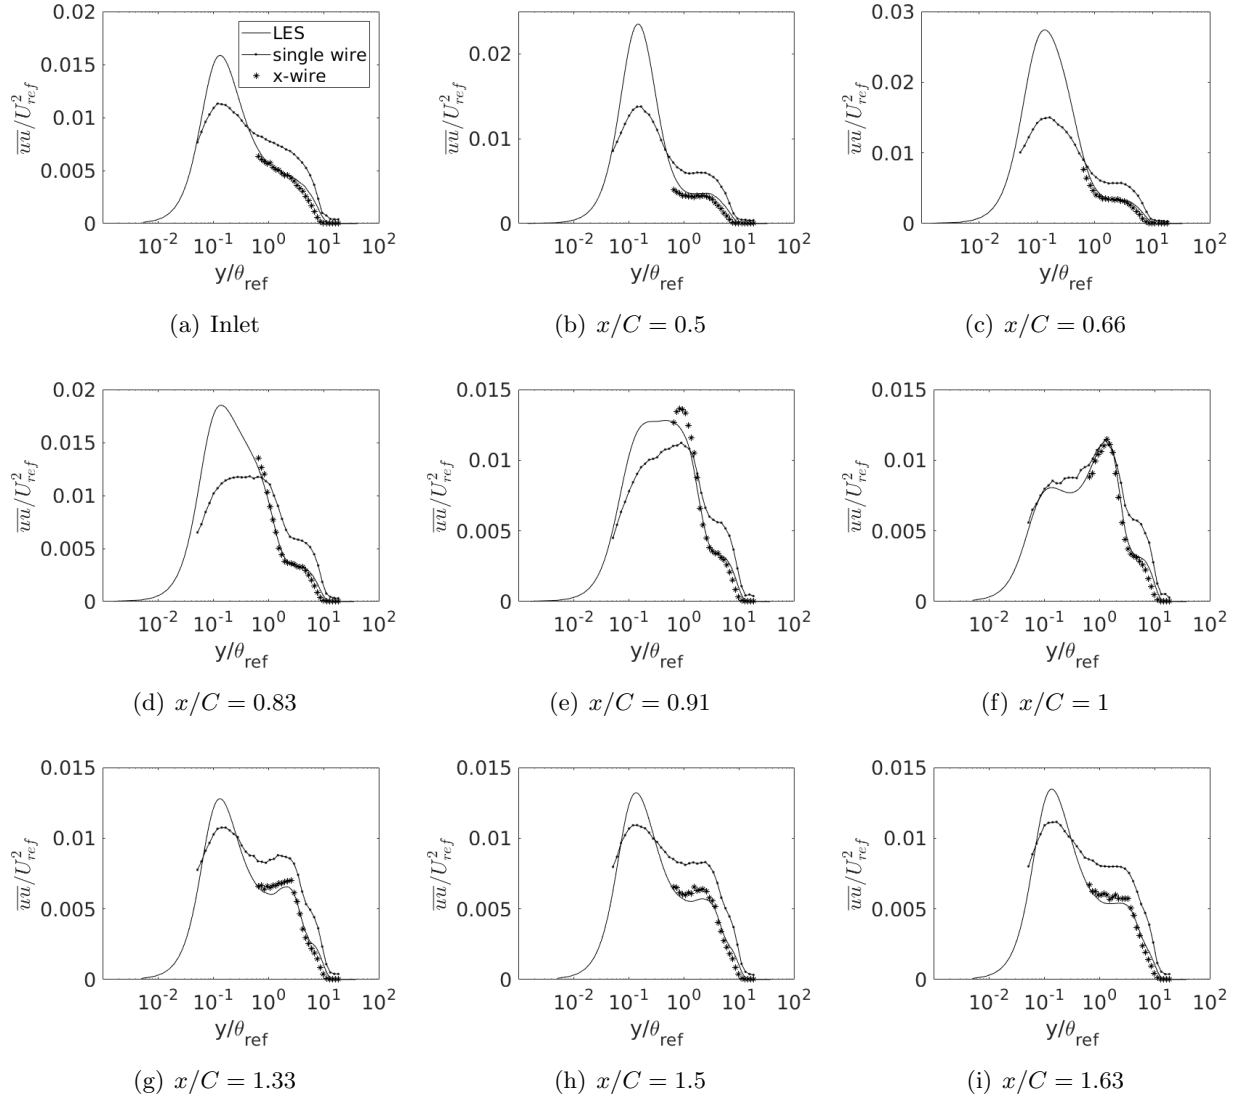 0.02
0.015
0.01
0.005
0
10^-2 10^-1 10^0 10^1 10^2
uu/U²ref
y/θref
LES
single wire
x-wire
(a) Inlet
0.02
0.01
0
10^-2 10^-1 10^0 10^1 10^2
uu/U²ref
y/θref
(b) x/C = 0.5
0.03
0.02
0.01
0
10^-2 10^-1 10^0 10^1 10^2
uu/U²ref
y/θref
(c) x/C = 0.66
0.02
0.015
0.01
0.005
0
10^-2 10^-1 10^0 10^1 10^2
uu/U²ref
y/θref
(d) x/C = 0.83
0.015
0.01
0.005
0
10^-2 10^-1 10^0 10^1 10^2
uu/U²ref
y/θref
(e) x/C = 0.91
0.015
0.01
0.005
0
10^-2 10^-1 10^0 10^1 10^2
uu/U²ref
y/θref
(f) x/C = 1
0.015
0.01
0.005
0
10^-2 10^-1 10^0 10^1 10^2
uu/U²ref
y/θref
(g) x/C = 1.33
0.015
0.01
0.005
0
10^-2 10^-1 10^0 10^1 10^2
uu/U²ref
y/θref
(h) x/C = 1.5
0.015
0.01
0.005
0
10^-2 10^-1 10^0 10^1 10^2
uu/U²ref
y/θref
(i) x/C = 1.63